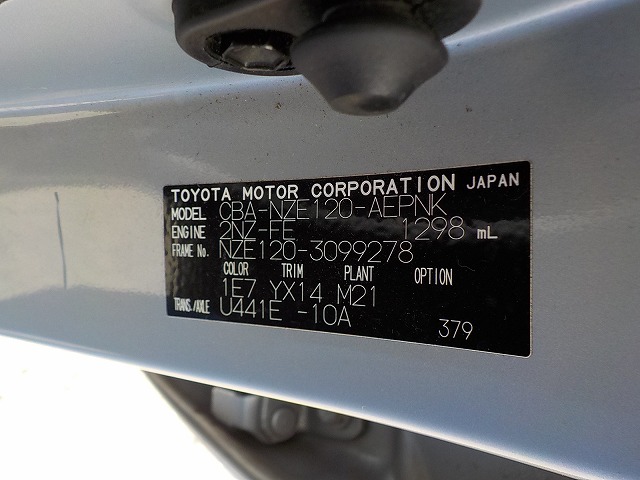 TOYOTA MOTOR CORPORATION JAPAN
MODEL CBA-NZE120-AEPNK
ENGINE 2NZ-FE 1298 mL
FRAME No. NZE120-3099278
COLOR TRIM PLANT OPTION
1E7 YX14 M21
TRANS./AXLE U441E -10A
379